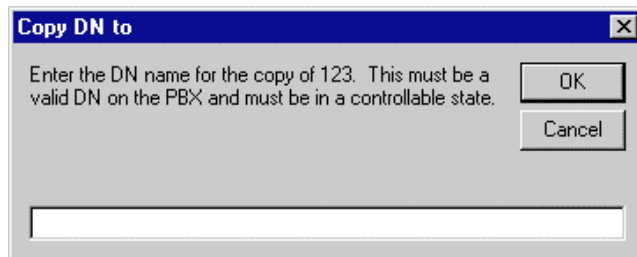 Copy DN to
Enter the DN name for the copy of 123.  This must be a
valid DN on the PBX and must be in a controllable state.
OK
Cancel